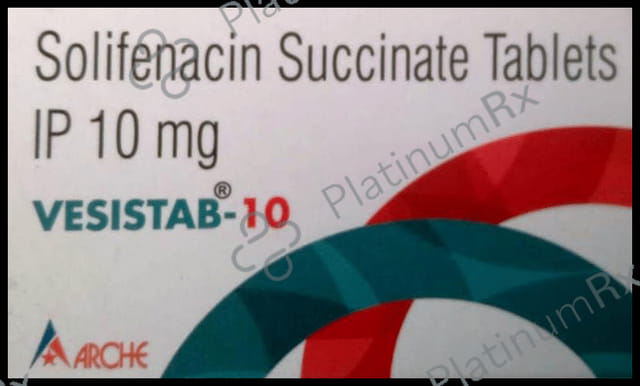 Solifenacin Succinate Tablets
IP 10 mg
VESISTAB®-10
ARCHE
PlatinumRx
PlatinumRx